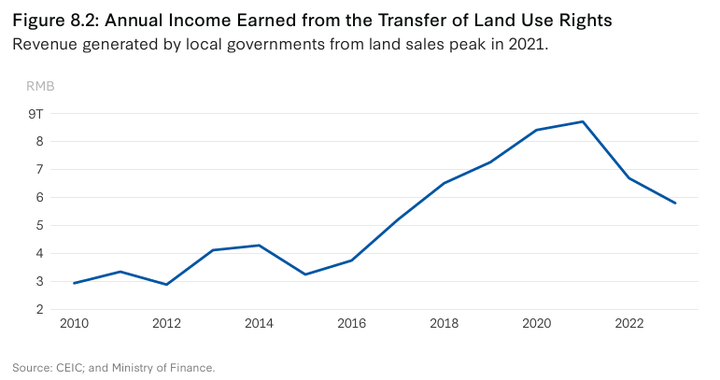 Figure 8.2: Annual Income Earned from the Transfer of Land Use Rights
Revenue generated by local governments from land sales peak in 2021.
RMB
9T
8
7
6
5
4
3
2
2010 2012 2014 2016 2018 2020 2022
Source: CEIC; and Ministry of Finance.